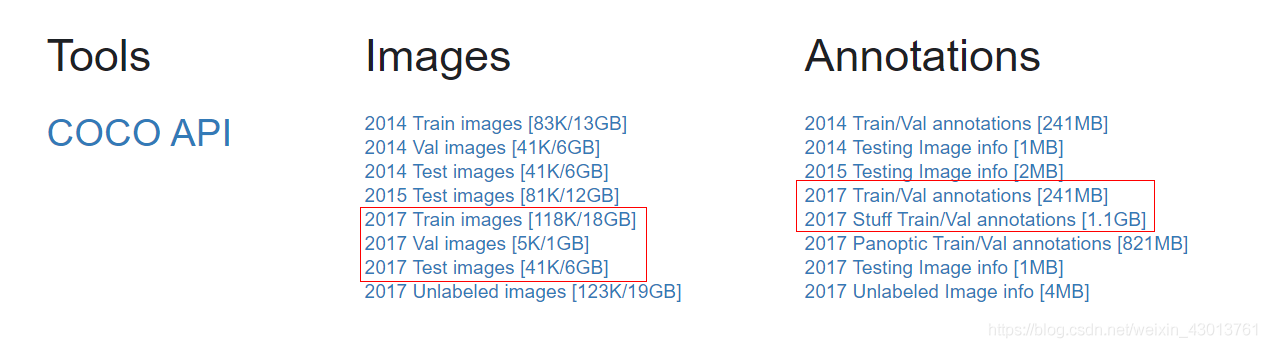 Tools
COCO API
Images
2014 Train images [83K/13GB]
2014 Val images [41K/6GB]
2014 Test images [41K/6GB]
2015 Test images [81K/12GB]
2017 Train images [118K/18GB]
2017 Val images [5K/1GB]
2017 Test images [41K/6GB]
2017 Unlabeled images [123K/19GB]
Annotations
2014 Train/Val annotations [241MB]
2014 Testing Image info [1MB]
2015 Testing Image info [2MB]
2017 Train/Val annotations [241MB]
2017 Stuff Train/Val annotations [1.1GB]
2017 Panoptic Train/Val annotations [821MB]
2017 Testing Image info [1MB]
2017 Unlabeled Image info [4MB]
https://blog.csdn.net/weixin_43013761